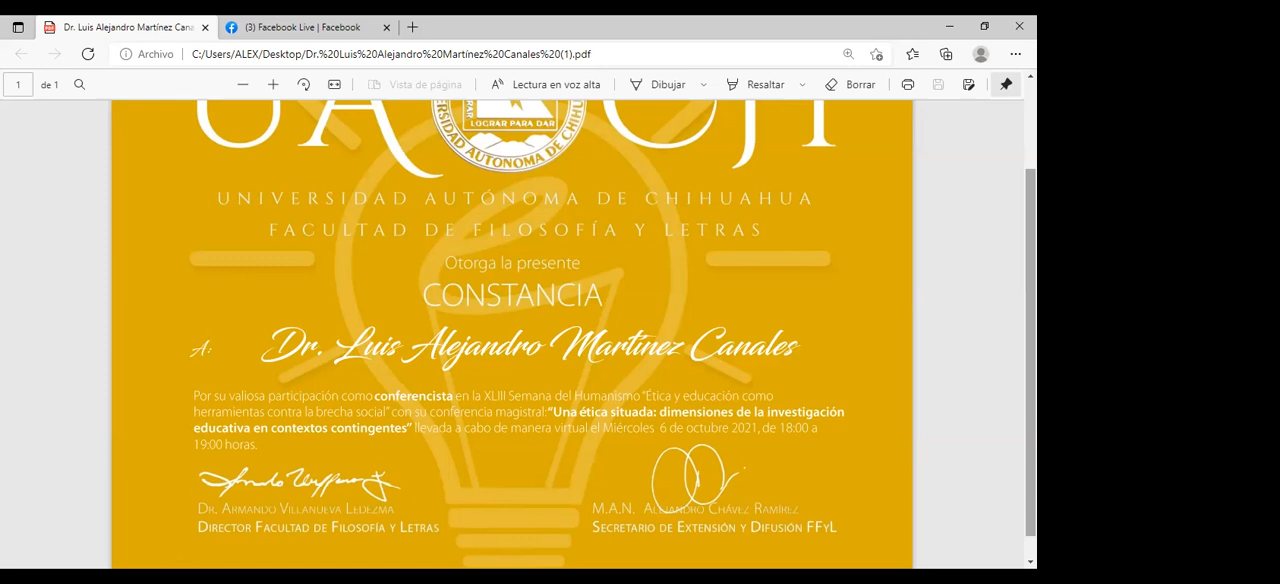 Dr. Luis Alejandro Martínez Cana
(3) Facebook Live | Facebook
Archivo
C:/Users/ALEX/Desktop/Dr.%20Luis%20Alejandro%20Martínez%20Canales%20(1).pdf
1 de 1
Vista de página
Lectura en voz alta
Dibujar
Resaltar
Borrar
UACH
LOGRAR PARA DAR
UNIVERSIDAD AUTÓNOMA DE CHIHUAHUA
FACULTAD DE FILOSOFÍA Y LETRAS
Otorga la presente
CONSTANCIA
A: Dr. Luis Alejandro Martínez Canales
Por su valiosa participación como conferencista en la XLIII Semana del Humanismo "Ética y educación como
herramientas contra la brecha social" con su conferencia magistral: "Una ética situada: dimensiones de la investigación
educativa en contextos contingentes" llevada a cabo de manera virtual el Miércoles 6 de octubre 2021, de 18:00 a
19:00 horas.
Dr. Armando Villanueva Ledezma
Director Facultad de Filosofía y Letras
M.A.N. Alejandro Chávez Ramírez
Secretario de Extensión y Difusión FFyL